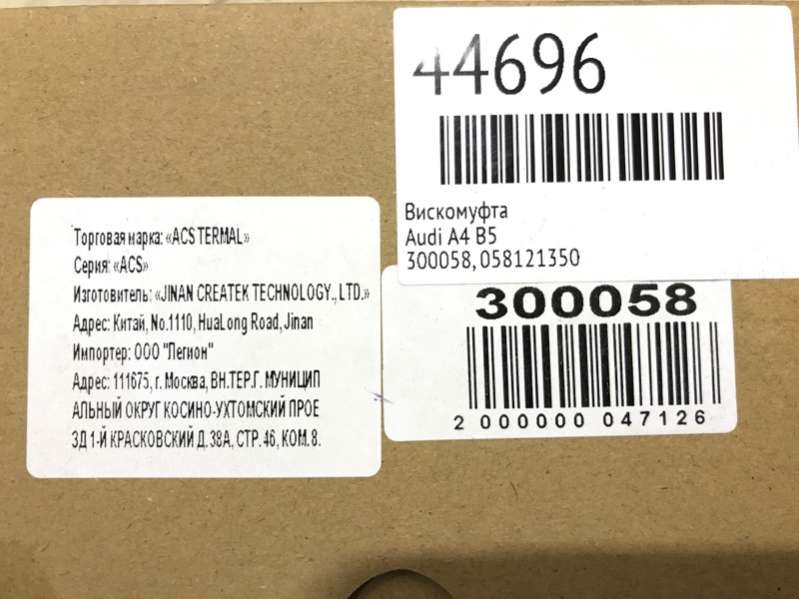 44696
Вискомуфта
Audi A4 B5
300058,058121350
300058
2 000000 047126
Торговая марка: «ACS TERMAL»
Серия: «ACS»
Изготовитель: «JINAN CREATEK TECHNOLOGY., LTD.»
Адрес: Китай, No.1110, HuaLong Road, Jinan
Импортер: ООО "Легион"
Адрес: 111675, г. Москва, ВН.ТЕР.Г. МУНИЦИП
АЛЬНЫЙ ОКРУГ КОСИНО-УХТОМСКИЙ ПРОЕ
ЗД 1-Й КРАСКОВСКИЙ Д.38А, СТР.46, КОМ.8.